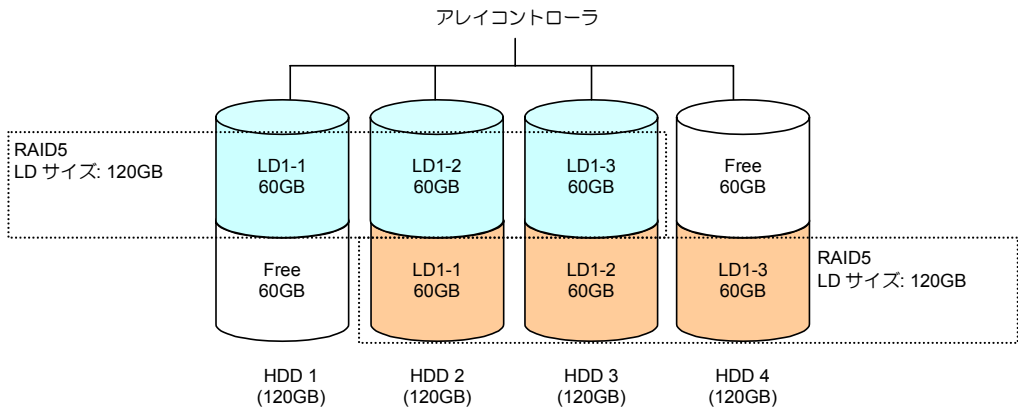 アレイコントローラ
RAID5
LD サイズ: 120GB
LD1-1
60GB
LD1-2
60GB
LD1-3
60GB
Free
60GB
Free
60GB
LD1-1
60GB
LD1-2
60GB
LD1-3
60GB
RAID5
LD サイズ: 120GB
HDD 1
(120GB)
HDD 2
(120GB)
HDD 3
(120GB)
HDD 4
(120GB)